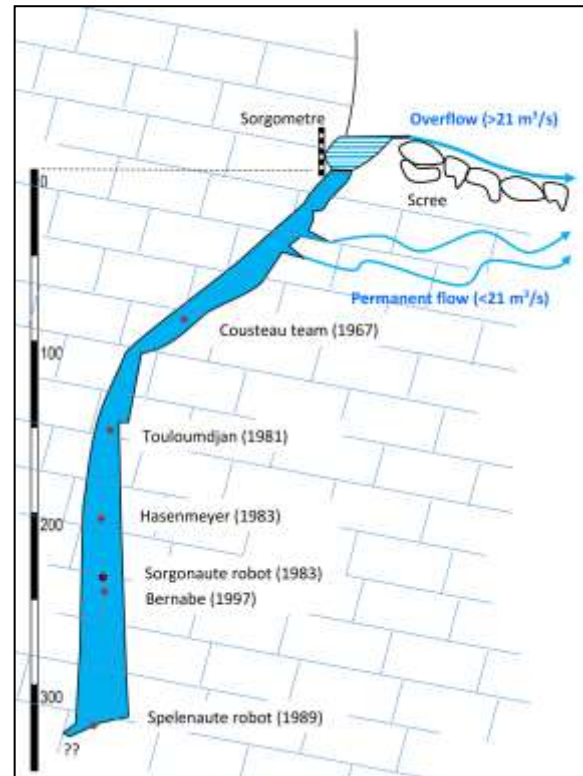 Sorgometre
Overflow (>21 m³/s)
0
Scree
Permanent flow (<21 m³/s)
Cousteau team (1967)
100
Touloumdjan (1981)
Hasenmeyer (1983)
200
Sorgonaute robot (1983)
Bernabe (1997)
300
Spelenaute robot (1989)
??